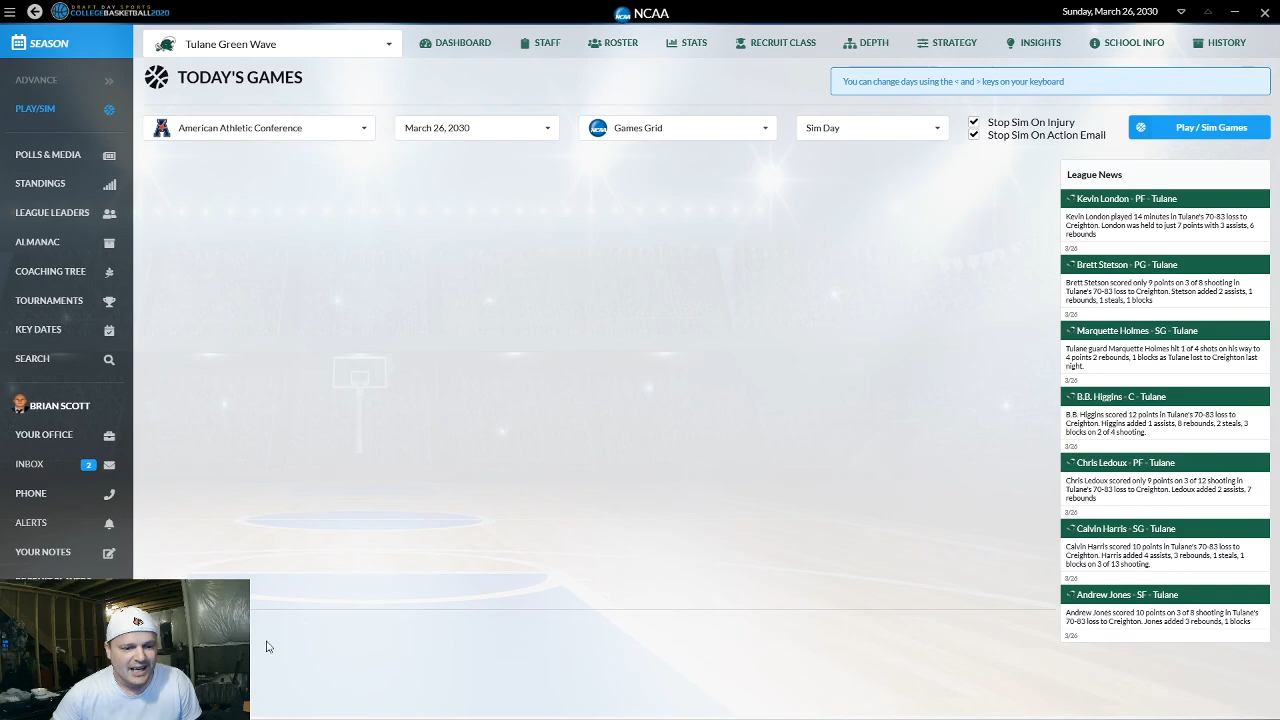 DRAFT DAY SPORTS
COLLEGE BASKETBALL 2020
NCAA
Sunday, March 26, 2030
SEASON
Tulane Green Wave
DASHBOARD
STAFF
ROSTER
STATS
RECRUIT CLASS
DEPTH
STRATEGY
INSIGHTS
SCHOOL INFO
HISTORY
ADVANCE
TODAY'S GAMES
You can change days using the < and > keys on your keyboard
PLAY/SIM
American Athletic Conference
March 26, 2030
Games Grid
Sim Day
Stop Sim On Injury
Stop Sim On Action Email
Play / Sim Games
POLLS & MEDIA
STANDINGS
LEAGUE LEADERS
ALMANAC
COACHING TREE
TOURNAMENTS
KEY DATES
SEARCH
BRIAN SCOTT
YOUR OFFICE
INBOX 2
PHONE
ALERTS
YOUR NOTES
League News
Kevin London - PF - Tulane
Kevin London played 14 minutes in Tulane's 70-83 loss to
Creighton. London was held to just 7 points with 3 assists, 6
rebounds
3/26
Brett Stetson - PG - Tulane
Brett Stetson scored only 9 points on 3 of 8 shooting in
Tulane's 70-83 loss to Creighton. Stetson added 2 assists, 1
rebounds, 1 steals, 1 blocks
3/26
Marquette Holmes - SG - Tulane
Tulane guard Marquette Holmes hit 1 of 4 shots on his way to
4 points 2 rebounds, 1 blocks as Tulane lost to Creighton last
night.
3/26
B.B. Higgins - C - Tulane
B.B. Higgins scored 12 points in Tulane's 70-83 loss to
Creighton. Higgins added 1 assists, 8 rebounds, 2 steals, 3
blocks on 2 of 4 shooting.
3/26
Chris Ledoux - PF - Tulane
Chris Ledoux scored only 9 points on 3 of 12 shooting in
Tulane's 70-83 loss to Creighton. Ledoux added 2 assists, 7
rebounds
3/26
Calvin Harris - SG - Tulane
Calvin Harris scored 10 points in Tulane's 70-83 loss to
Creighton. Harris added 4 assists, 3 rebounds, 1 steals, 1
blocks on 3 of 13 shooting.
3/26
Andrew Jones - SF - Tulane
Andrew Jones scored 10 points on 3 of 8 shooting in Tulane's
70-83 loss to Creighton. Jones added 3 rebounds, 1 blocks
3/26